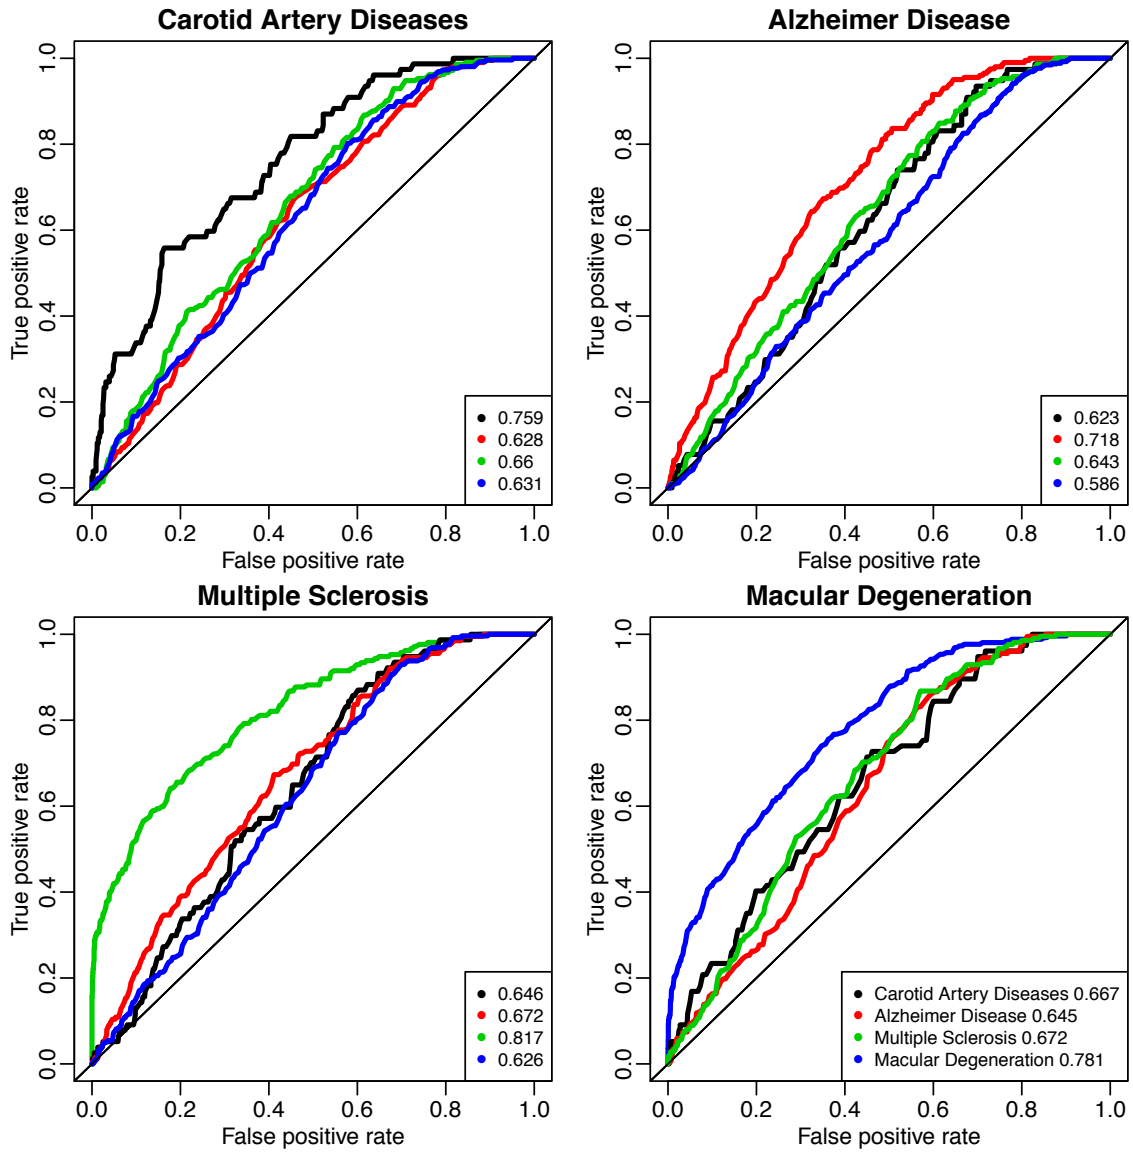 Carotid Artery Diseases
True positive rate
1.0
0.8
0.6
0.4
0.2
0.0
0.759
0.628
0.66
0.631
0.0 0.2 0.4 0.6 0.8 1.0
False positive rate
Alzheimer Disease
True positive rate
1.0
0.8
0.6
0.4
0.2
0.0
0.623
0.718
0.643
0.586
0.0 0.2 0.4 0.6 0.8 1.0
False positive rate
Multiple Sclerosis
True positive rate
1.0
0.8
0.6
0.4
0.2
0.0
0.646
0.672
0.817
0.626
0.0 0.2 0.4 0.6 0.8 1.0
False positive rate
Macular Degeneration
True positive rate
1.0
0.8
0.6
0.4
0.2
0.0
Carotid Artery Diseases 0.667
Alzheimer Disease 0.645
Multiple Sclerosis 0.672
Macular Degeneration 0.781
0.0 0.2 0.4 0.6 0.8 1.0
False positive rate